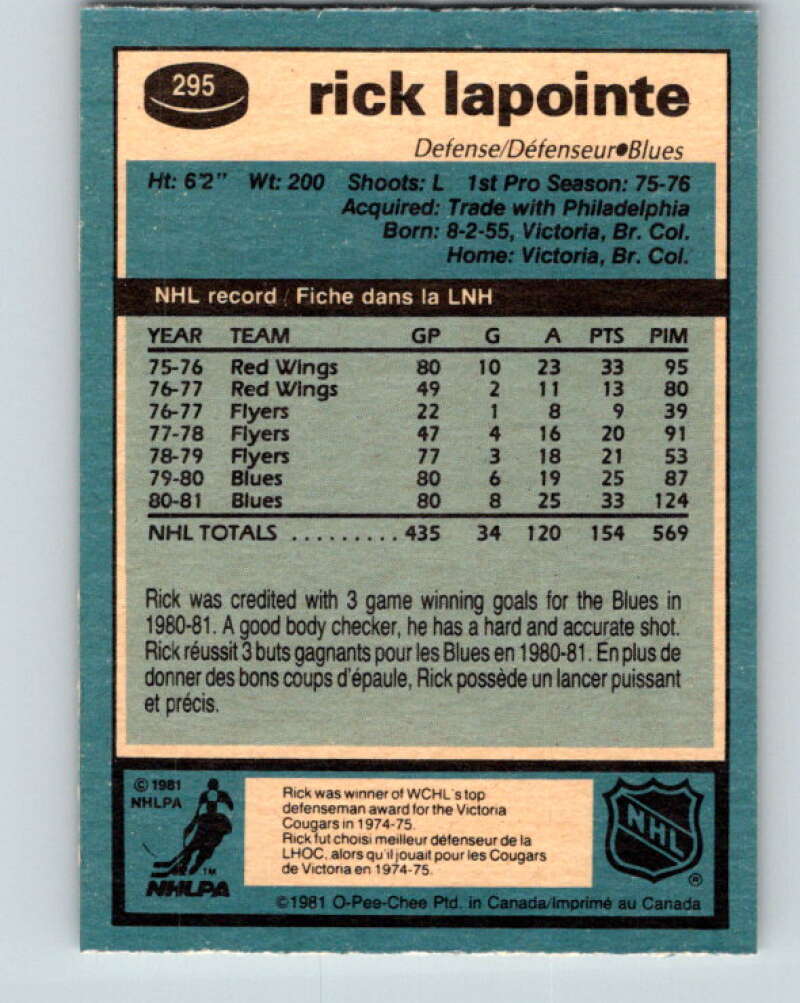 295
rick lapointe
Defense/Défenseur●Blues
Ht: 6'2" Wt: 200 Shoots: L 1st Pro Season: 75-76
Acquired: Trade with Philadelphia
Born: 8-2-55, Victoria, Br. Col.
Home: Victoria, Br. Col.
NHL record / Fiche dans la LNH
YEAR TEAM GP G A PTS PIM
75-76 Red Wings 80 10 23 33 95
76-77 Red Wings 49 2 11 13 80
76-77 Flyers 22 1 8 9 39
77-78 Flyers 47 4 16 20 91
78-79 Flyers 77 3 18 21 53
79-80 Blues 80 6 19 25 87
80-81 Blues 80 8 25 33 124
NHL TOTALS ......... 435 34 120 154 569
Rick was credited with 3 game winning goals for the Blues in
1980-81. A good body checker, he has a hard and accurate shot.
Rick réussit 3 buts gagnants pour les Blues en 1980-81. En plus de
donner des bons coups d'épaule, Rick possède un lancer puissant
et précis.
© 1981
NHLPA
TM
NHLPA
Rick was winner of WCHL's top
defenseman award for the Victoria
Cougars in 1974-75.
Rick fut choisi meilleur défenseur de la
LHOC, alors qu'il jouait pour les Cougars
de Victoria en 1974-75.
NHL
®
©1981 O-Pee-Chee Ptd. in Canada/Imprimé au Canada